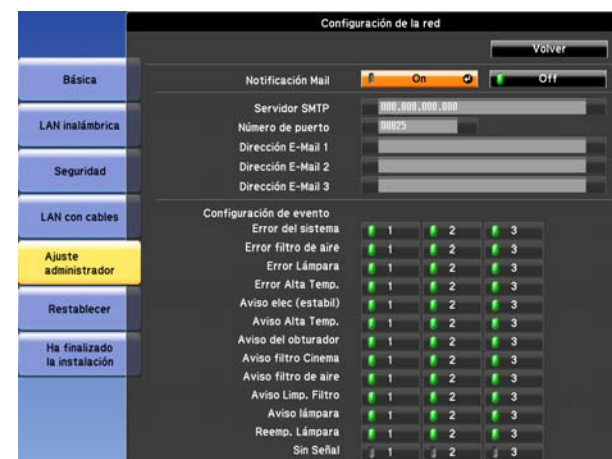 Configuración de la red
Volver
Básica
LAN inalámbrica
Seguridad
LAN con cables
Ajuste
administrador
Restablecer
Ha finalizado
la instalación
Notificación Mail On Off
Servidor SMTP 000.000.000.000
Número de puerto 00025
Dirección E-Mail 1
Dirección E-Mail 2
Dirección E-Mail 3
Configuración de evento
Error del sistema 1 2 3
Error filtro de aire 1 2 3
Error Lámpara 1 2 3
Error Alta Temp. 1 2 3
Aviso elec (estabil) 1 2 3
Aviso Alta Temp. 1 2 3
Aviso del obturador 1 2 3
Aviso filtro Cinema 1 2 3
Aviso filtro de aire 1 2 3
Aviso Limp. Filtro 1 2 3
Aviso lámpara 1 2 3
Reemp. Lámpara 1 2 3
Sin Señal 1 2 3